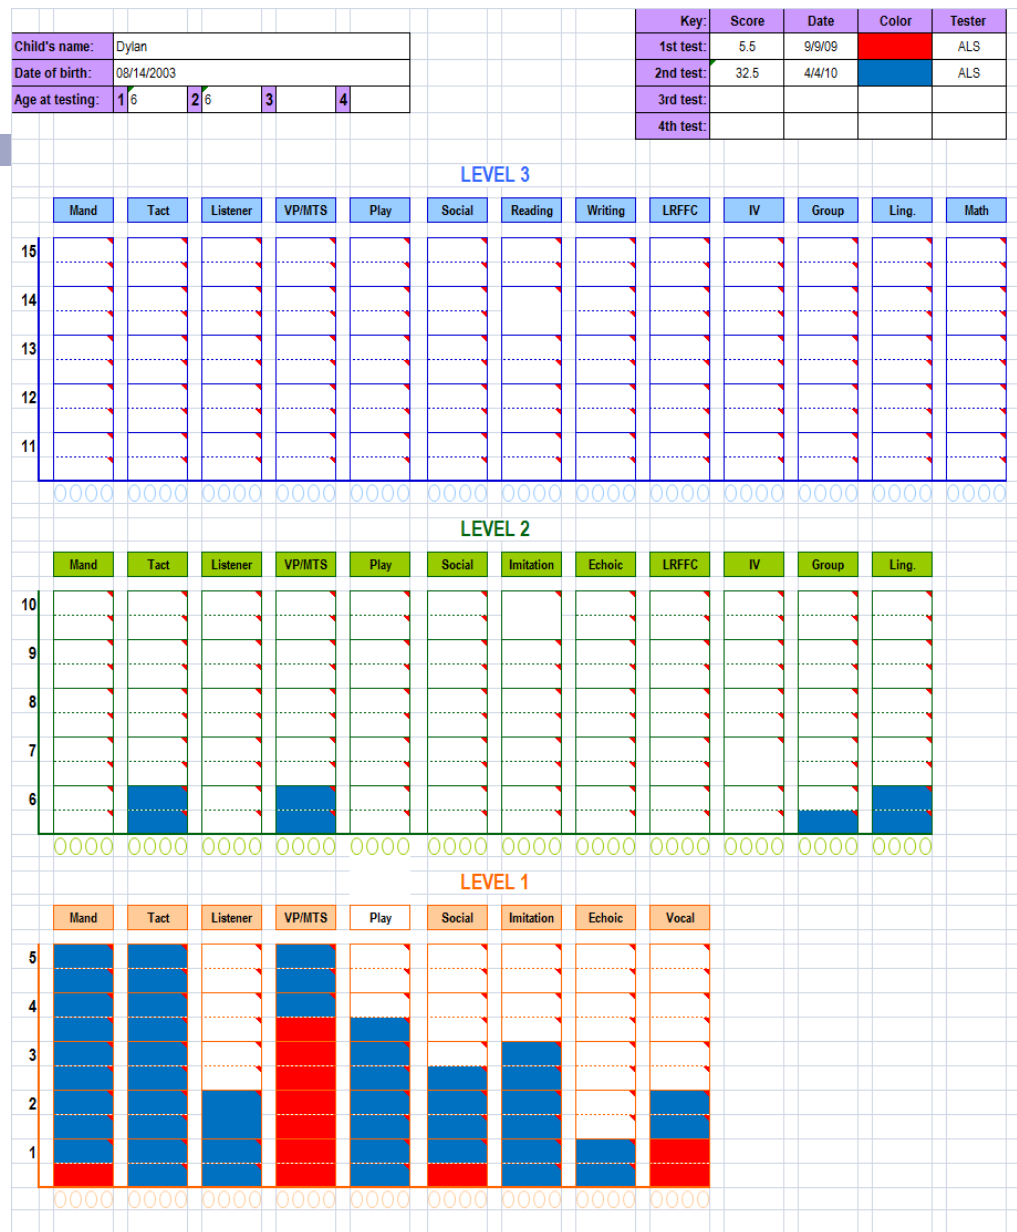 Key: Score Date Color Tester
Child's name: Dylan 1st test: 5.5 9/9/09 ALS
Date of birth: 08/14/2003 2nd test: 32.5 4/4/10 ALS
Age at testing: 1 6 2 6 3 4 3rd test:
4th test:
LEVEL 3
Mand Tact Listener VP/MTS Play Social Reading Writing LRFFC IV Group Ling. Math
15
14
13
12
11
LEVEL 2
Mand Tact Listener VP/MTS Play Social Imitation Echoic LRFFC IV Group Ling.
10
9
8
7
6
LEVEL 1
Mand Tact Listener VP/MTS Play Social Imitation Echoic Vocal
5
4
3
2
1